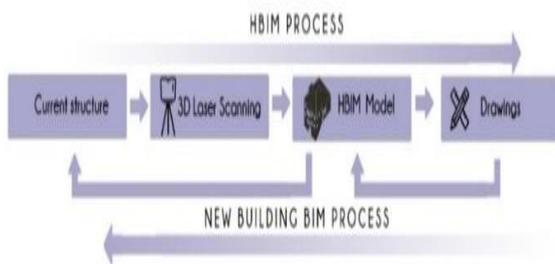 HBIM PROCESS
Current structure
3D Laser Scanning
HBIM Model
Drawings
NEW BUILDING BIM PROCESS